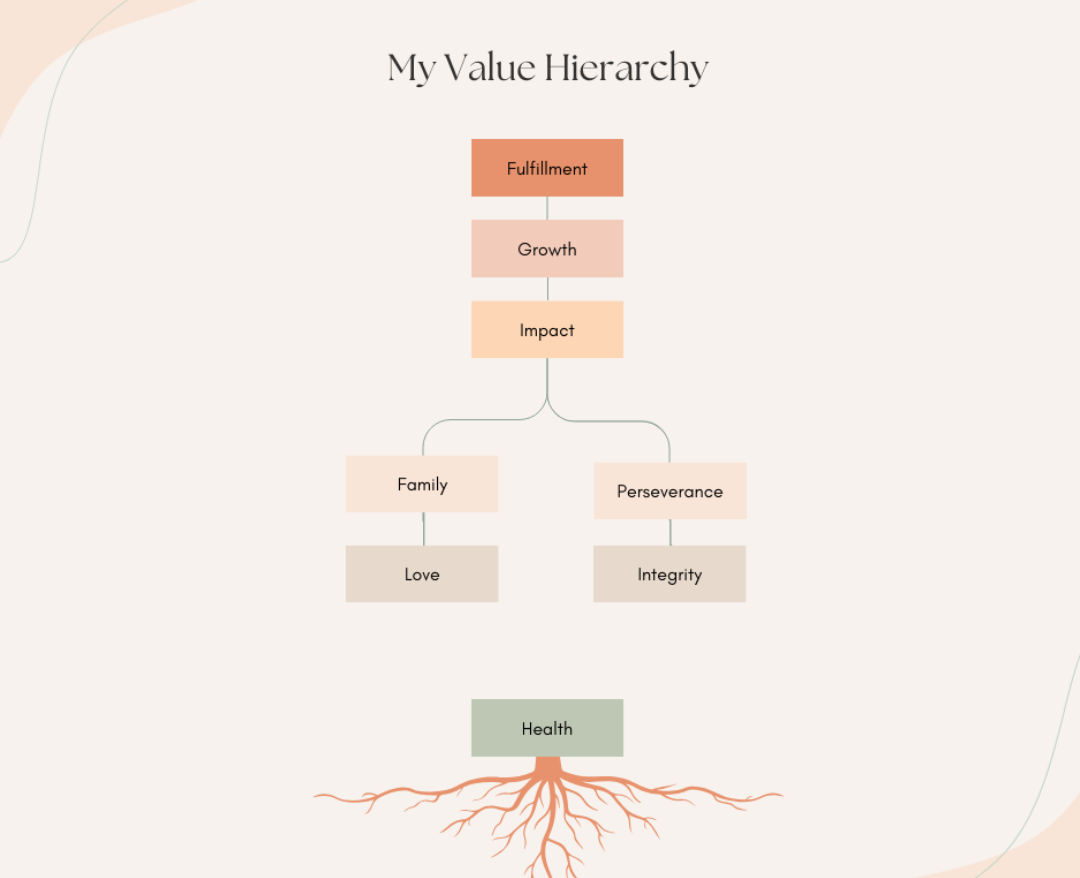 My Value Hierarchy
Fulfillment
Growth
Impact
Family
Perseverance
Love
Integrity
Health